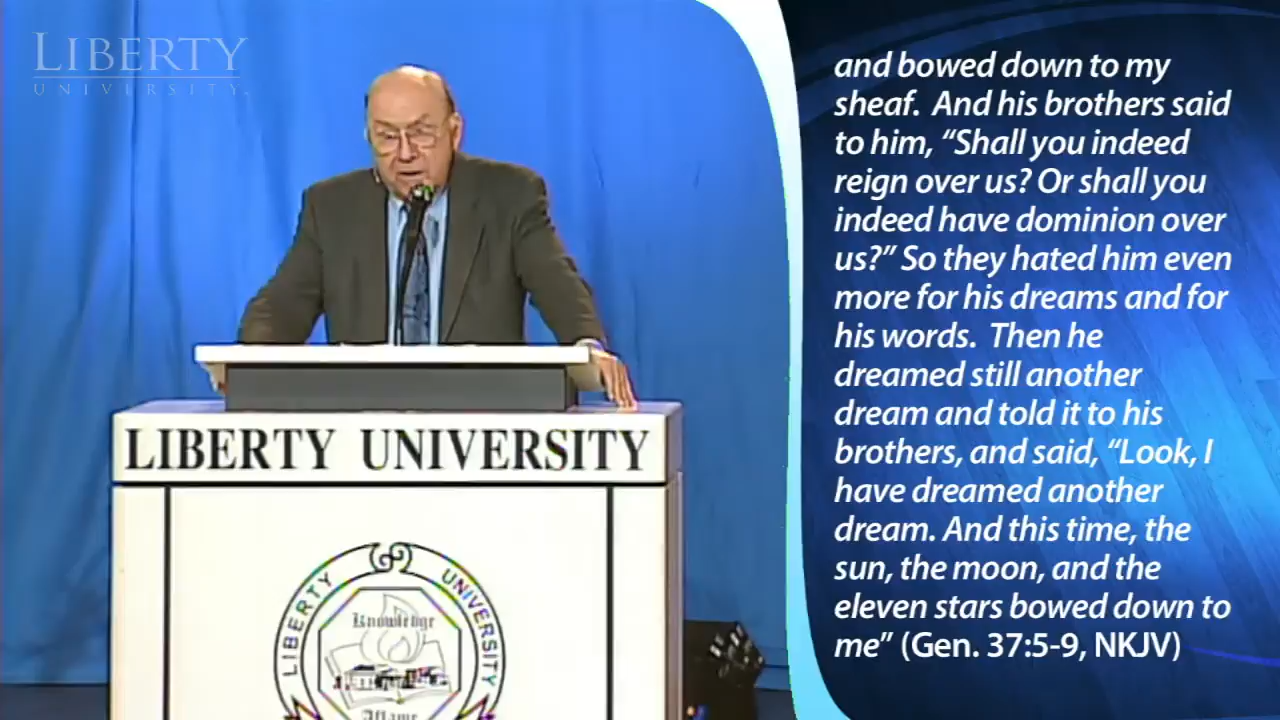 LIBERTY
UNIVERSITY.
and bowed down to my
sheaf.  And his brothers said
to him, “Shall you indeed
reign over us? Or shall you
indeed have dominion over
us?” So they hated him even
more for his dreams and for
his words.  Then he
dreamed still another
dream and told it to his
brothers, and said, “Look, I
have dreamed another
dream. And this time, the
sun, the moon, and the
eleven stars bowed down to
me” (Gen. 37:5-9, NKJV)
LIBERTY UNIVERSITY
LIBERTY UNIVERSITY
Knowledge
Aflame